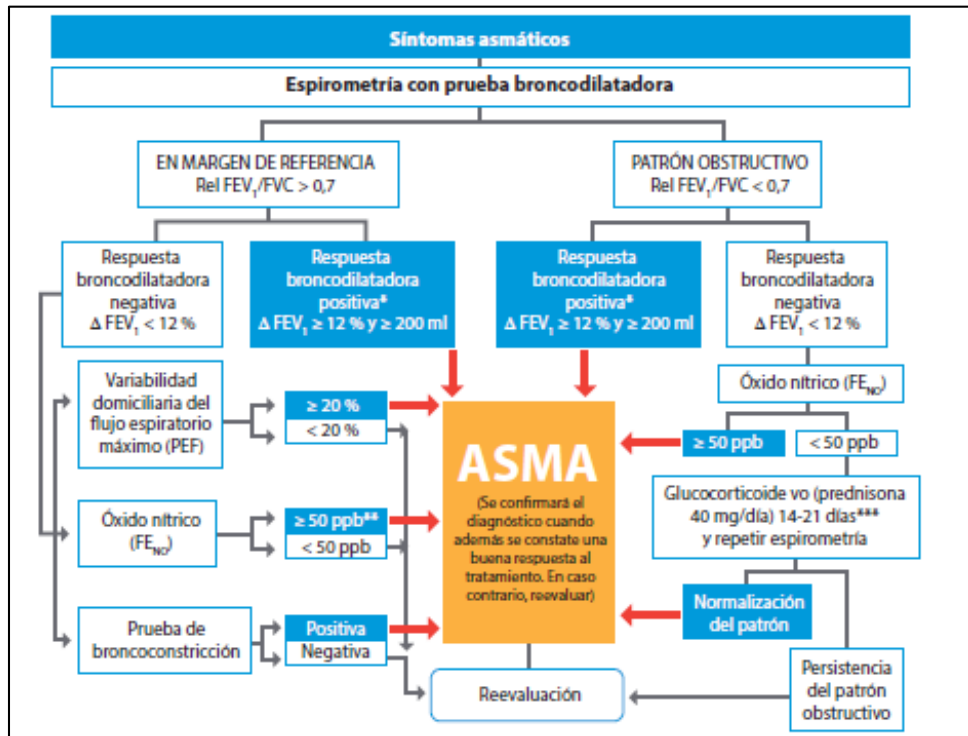 Síntomas asmáticos
Espirometría con prueba broncodilatadora
EN MARGEN DE REFERENCIA
Rel FEV₁/FVC > 0,7
PATRÓN OBSTRUCTIVO
Rel FEV₁/FVC < 0,7
Respuesta
broncodilatadora
negativa
Δ FEV₁ < 12 %
Respuesta
broncodilatadora
positiva*
Δ FEV₁ ≥ 12 % y ≥ 200 ml
Respuesta
broncodilatadora
positiva*
Δ FEV₁ ≥ 12 % y ≥ 200 ml
Respuesta
broncodilatadora
negativa
Δ FEV₁ < 12 %
Variabilidad
domiciliaria del
flujo espiratorio
máximo (PEF)
≥ 20 %
< 20 %
Óxido nítrico
(FE_NO)
≥ 50 ppb**
< 50 ppb
Prueba de
broncoconstricción
Positiva
Negativa
ASMA
(Se confirmará el
diagnóstico cuando
además se constate una
buena respuesta al
tratamiento. En caso
contrario, reevaluar)
Óxido nítrico (FE_NO)
≥ 50 ppb
< 50 ppb
Glucocorticoide vo (prednisona
40 mg/día) 14-21 días***
y repetir espirometría
Normalización
del patrón
Persistencia
del patrón
obstructivo
Reevaluación